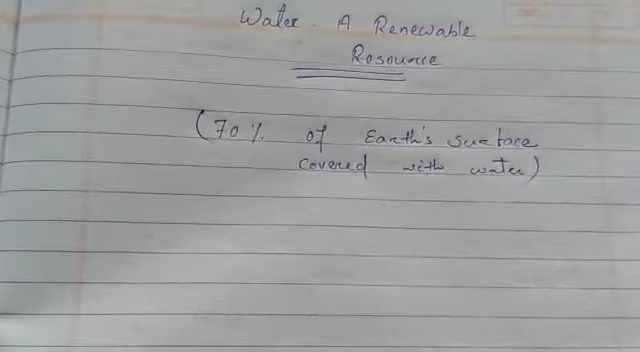 Water. A Renewable
Resource
(70% of Earth's surface
covered with water)